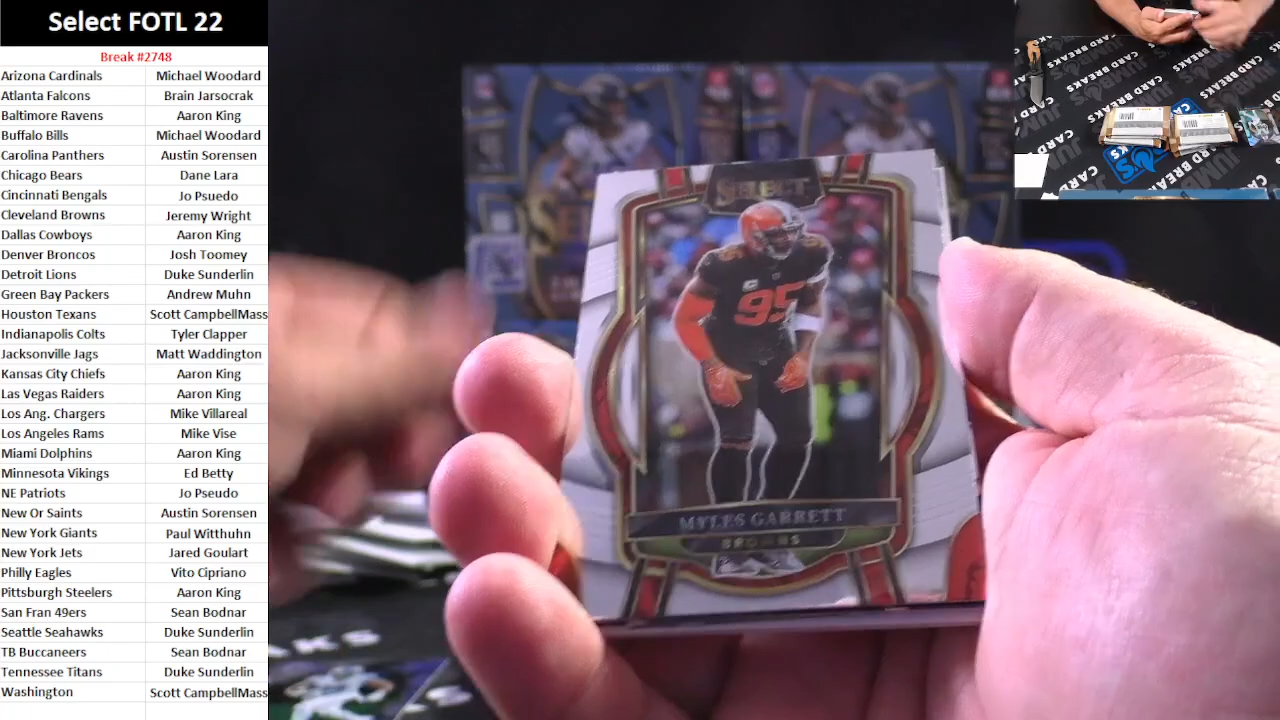 Select FOTL 22
Break #2748
Arizona Cardinals Michael Woodard
Atlanta Falcons Brain Jarsocrak
Baltimore Ravens Aaron King
Buffalo Bills Michael Woodard
Carolina Panthers Austin Sorensen
Chicago Bears Dane Lara
Cincinnati Bengals Jo Psuedo
Cleveland Browns Jeremy Wright
Dallas Cowboys Aaron King
Denver Broncos Josh Toomey
Detroit Lions Duke Sunderlin
Green Bay Packers Andrew Muhn
Houston Texans Scott CampbellMass
Indianapolis Colts Tyler Clapper
Jacksonville Jags Matt Waddington
Kansas City Chiefs Aaron King
Las Vegas Raiders Aaron King
Los Ang. Chargers Mike Villareal
Los Angeles Rams Mike Vise
Miami Dolphins Aaron King
Minnesota Vikings Ed Betty
NE Patriots Jo Pseudo
New Or Saints Austin Sorensen
New York Giants Paul Witthuhn
New York Jets Jared Goulart
Philly Eagles Vito Cipriano
Pittsburgh Steelers Aaron King
San Fran 49ers Sean Bodnar
Seattle Seahawks Duke Sunderlin
TB Buccaneers Sean Bodnar
Tennessee Titans Duke Sunderlin
Washington Scott CampbellMass
SELECT
C
95
MYLES GARRETT
BROWNS
CARD BREAKS
JUMBO'S
CARD BREAKS